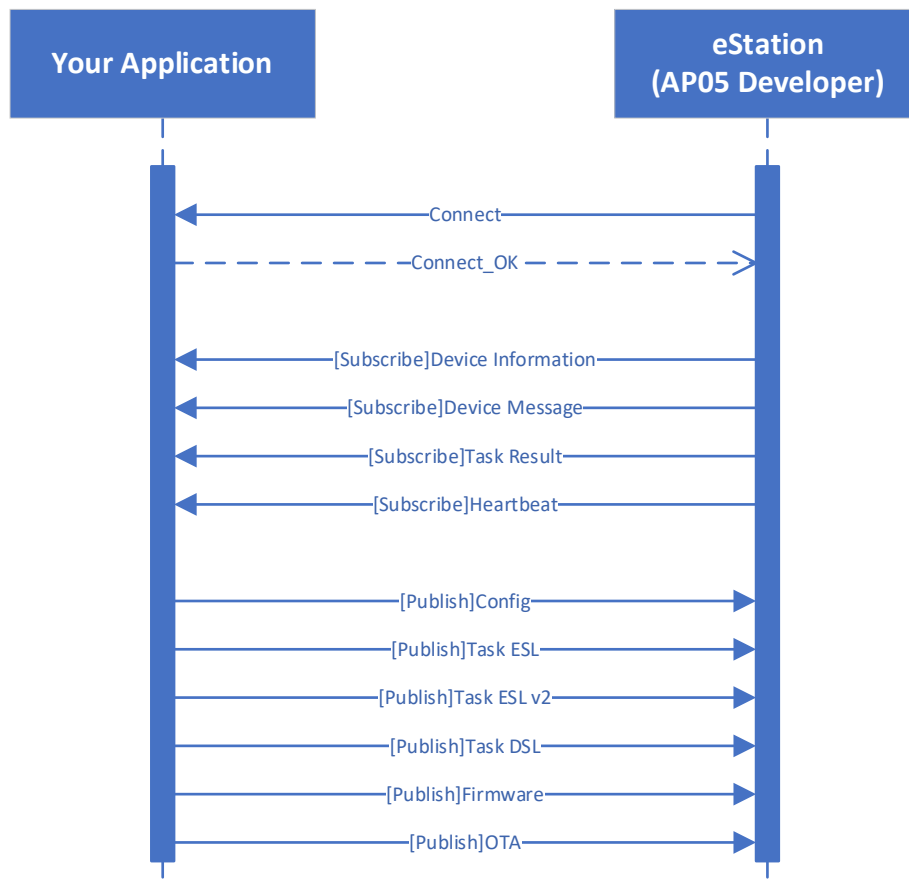 Your Application
eStation
(AP05 Developer)
Connect
Connect_OK
[Subscribe]Device Information
[Subscribe]Device Message
[Subscribe]Task Result
[Subscribe]Heartbeat
[Publish]Config
[Publish]Task ESL
[Publish]Task ESL v2
[Publish]Task DSL
[Publish]Firmware
[Publish]OTA